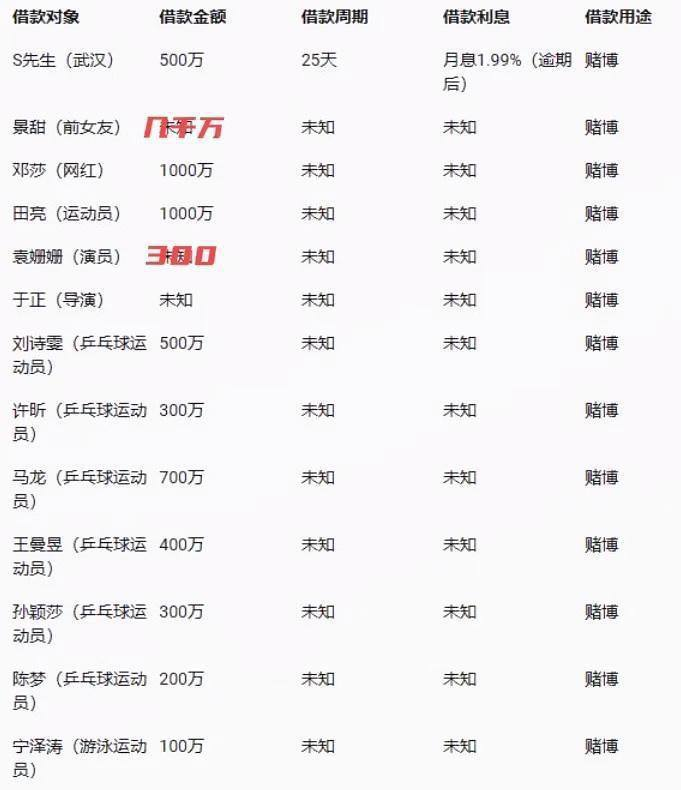 借款对象 借款金额 借款周期 借款利息 借款用途
S先生（武汉） 500万 25天 月息1.99%（逾期 赌博
后）
景甜（前女友） 几千万 未知 未知 赌博
邓莎（网红） 1000万 未知 未知 赌博
田亮（运动员） 1000万 未知 未知 赌博
袁姗姗（演员） 300 未知 未知 赌博
于正（导演） 未知 未知 未知 赌博
刘诗雯（乒乓球运 500万 未知 未知 赌博
动员）
许昕（乒乓球运动 300万 未知 未知 赌博
员）
马龙（乒乓球运动 700万 未知 未知 赌博
员）
王曼昱（乒乓球运 400万 未知 未知 赌博
动员）
孙颖莎（乒乓球运 300万 未知 未知 赌博
动员）
陈梦（乒乓球运动 200万 未知 未知 赌博
员）
宁泽涛（游泳运动 100万 未知 未知 赌博
员）